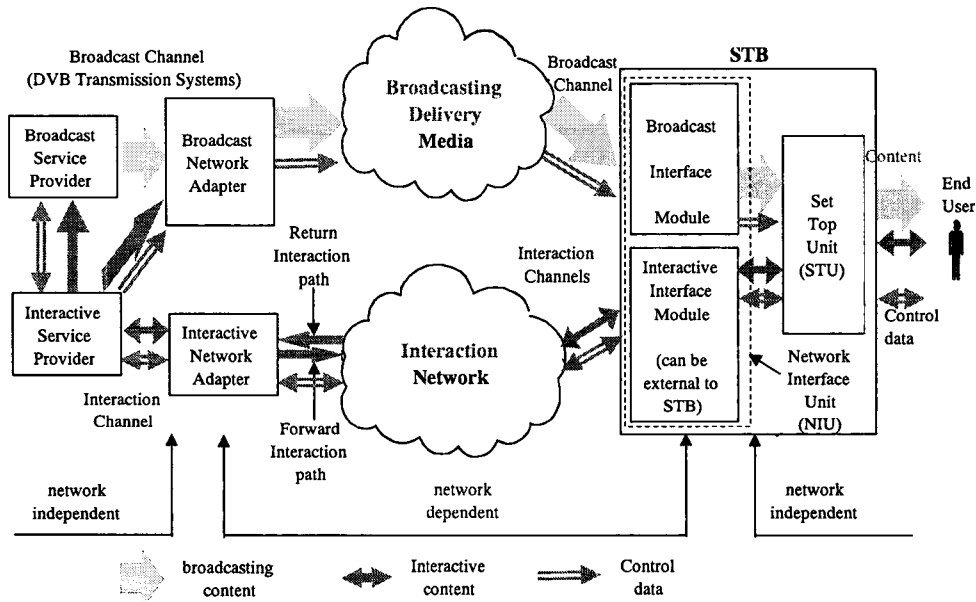 Broadcast Channel
(DVB Transmission Systems)
Broadcast
Service
Provider
Broadcast
Network
Adapter
Broadcasting
Delivery
Media
Broadcast
Channel
STB
Broadcast
Interface
Module
Set
Top
Unit
(STU)
Content
End
User
Return
Interaction
path
Interaction
Channels
Interactive
Interface
Module
(can be
external to
STB)
Interactive
Service
Provider
Interactive
Network
Adapter
Interaction
Network
Control
data
Interaction
Channel
Forward
Interaction
path
Network
Interface
Unit
(NIU)
network
independent
network
dependent
network
independent
broadcasting
content
Interactive
content
Control
data